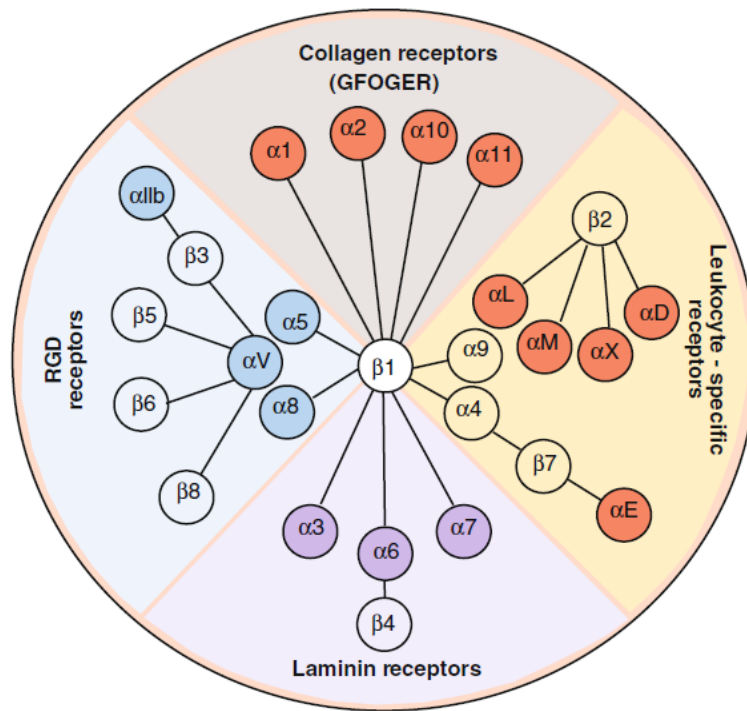 Collagen receptors
(GFOGER)
α1
α2
α10
α11
αIIb
β3
β5
αV
β6
β8
α5
α8
RGD
receptors
β1
β2
αL
αM
αX
αD
α9
α4
β7
αE
Leukocyte - specific
receptors
α3
α6
α7
β4
Laminin receptors